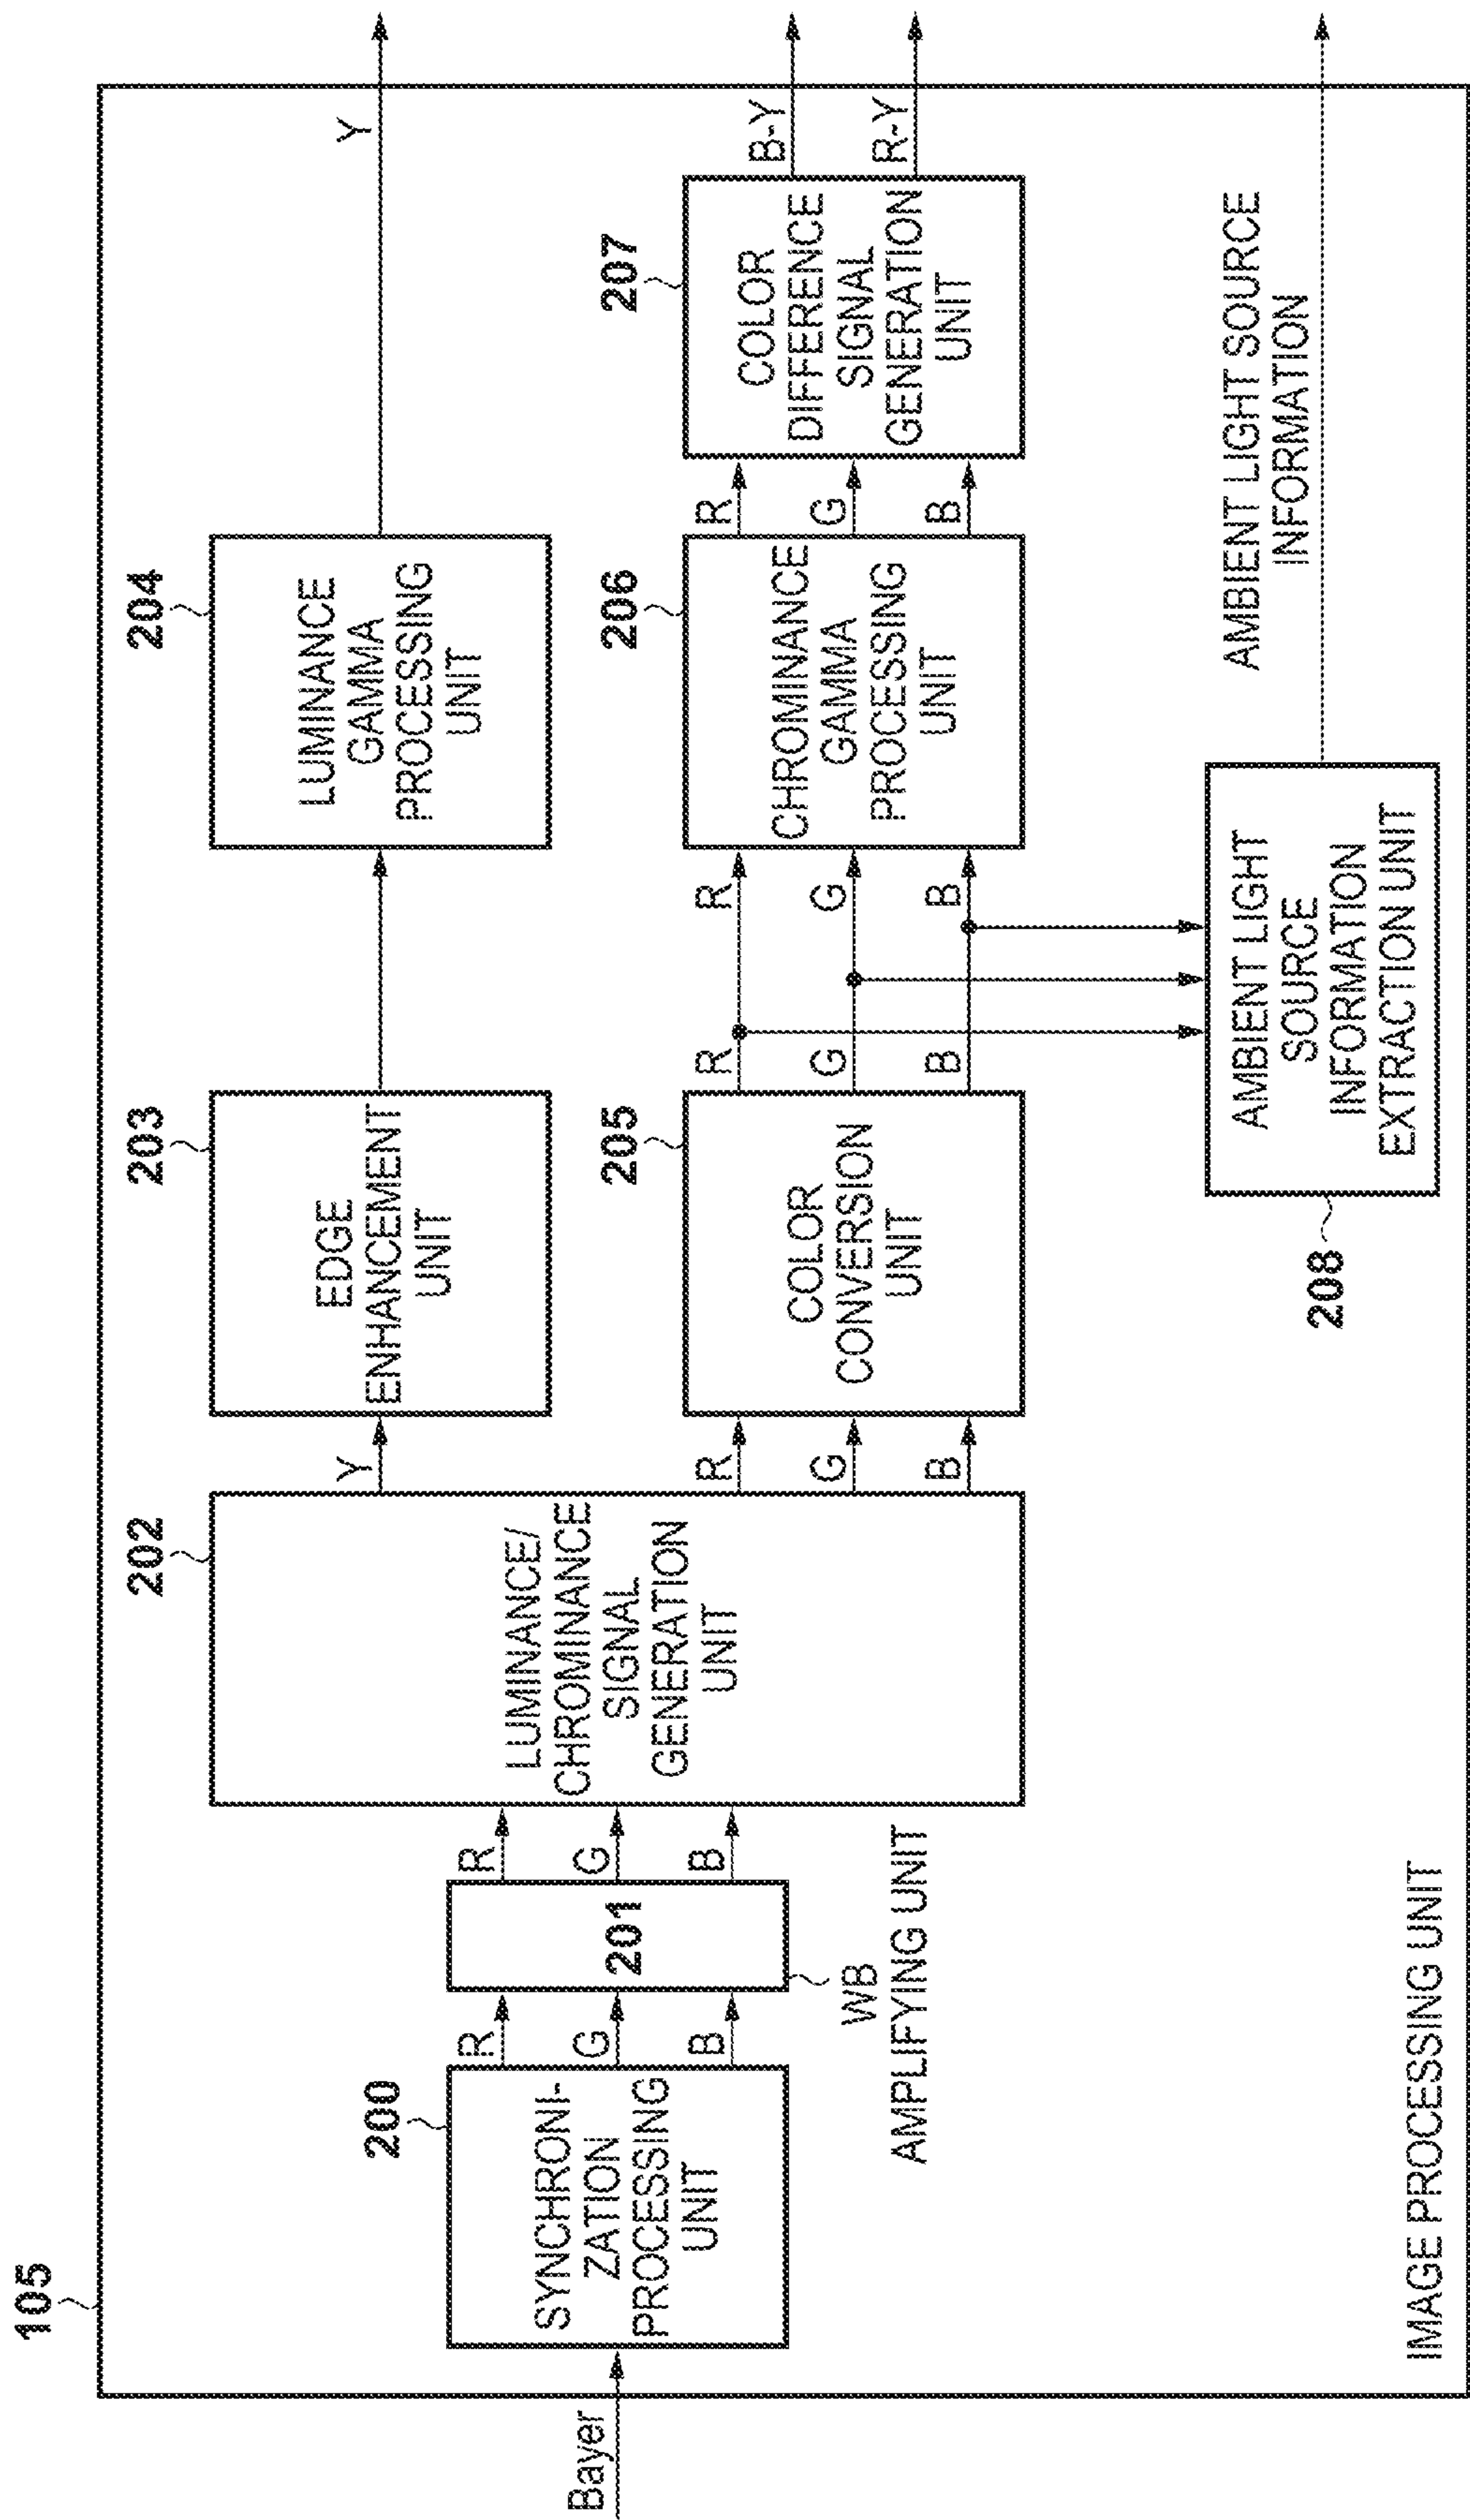 105
Bayer
200
SYNCHRONI-
ZATION
PROCESSING
UNIT
R
G
B
201
WB
AMPLIFYING UNIT
R
G
B
202
LUMINANCE/
CHROMINANCE
SIGNAL
GENERATION
UNIT
Y
R
G
B
203
EDGE
ENHANCEMENT
UNIT
204
LUMINANCE
GAMMA
PROCESSING
UNIT
Y
205
COLOR
CONVERSION
UNIT
R
G
B
R
G
B
206
CHROMINANCE
GAMMA
PROCESSING
UNIT
R
G
B
207
COLOR
DIFFERENCE
SIGNAL
GENERATION
UNIT
B-Y
R-Y
208
AMBIENT LIGHT
SOURCE
INFORMATION
EXTRACTION UNIT
AMBIENT LIGHT SOURCE
INFORMATION
IMAGE PROCESSING UNIT